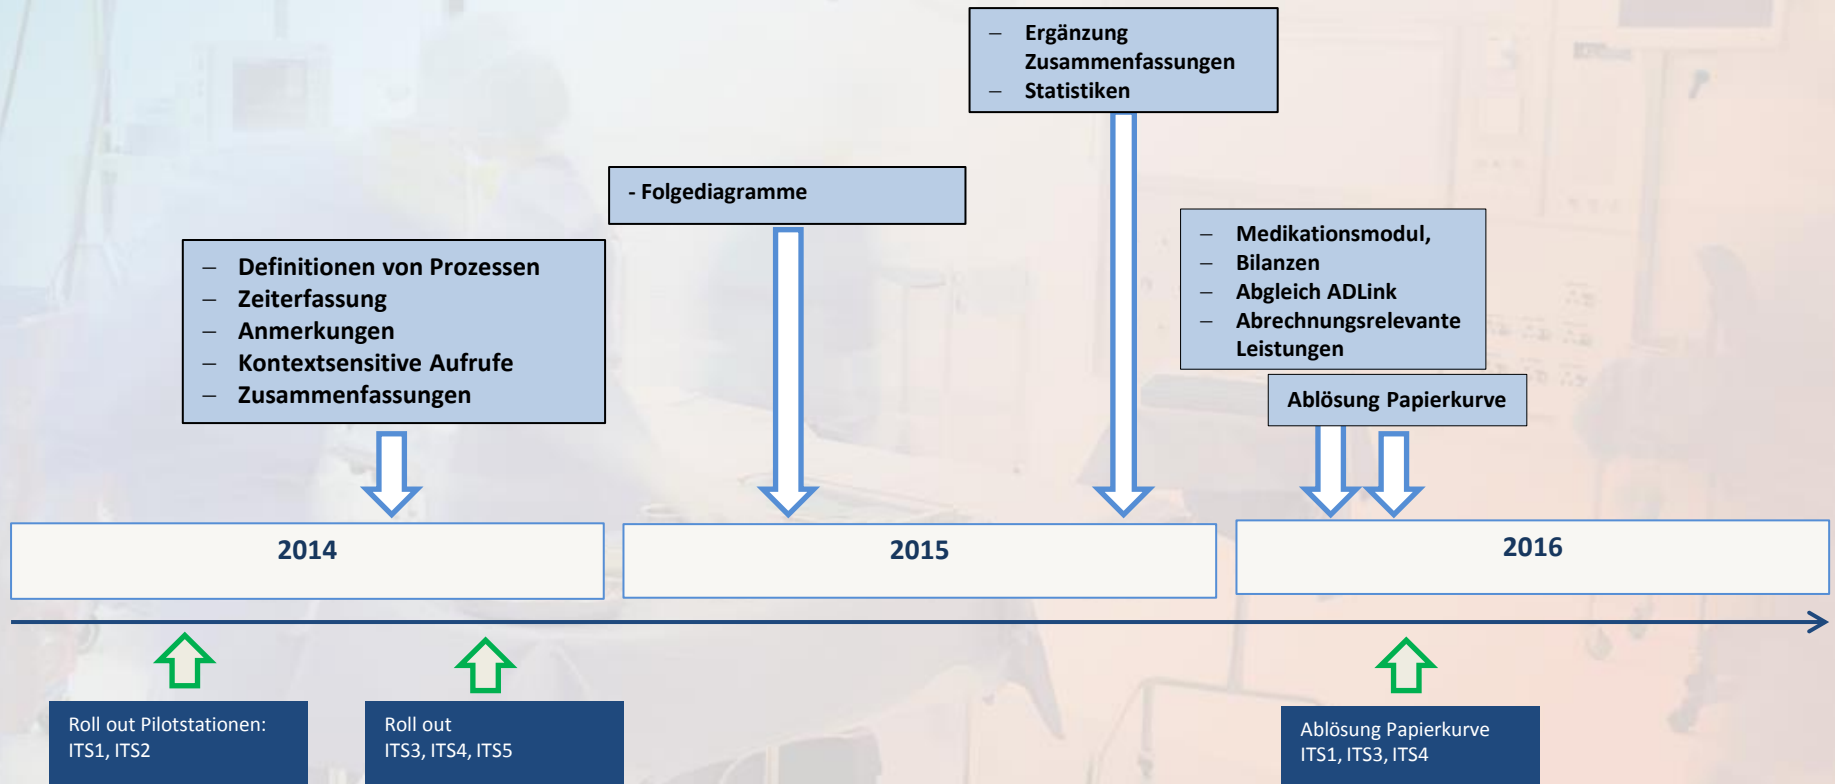 – Ergänzung
Zusammenfassungen
– Statistiken
- Folgediagramme
– Medikationsmodul,
– Bilanzen
– Abgleich ADLink
– Abrechnungsrelevante
Leistungen
– Definitionen von Prozessen
– Zeiterfassung
– Anmerkungen
– Kontextsensitive Aufrufe
– Zusammenfassungen
Ablösung Papierkurve
2014
2015
2016
Roll out Pilotstationen:
ITS1, ITS2
Roll out
ITS3, ITS4, ITS5
Ablösung Papierkurve
ITS1, ITS3, ITS4